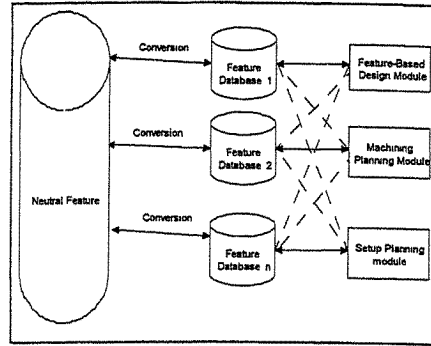 Conversion
Feature
Database 1
Feature-Based
Design Module
Conversion
Feature
Database 2
Machining
Planning Module
Neutral Feature
Conversion
Feature
Database n
Setup Planning
module